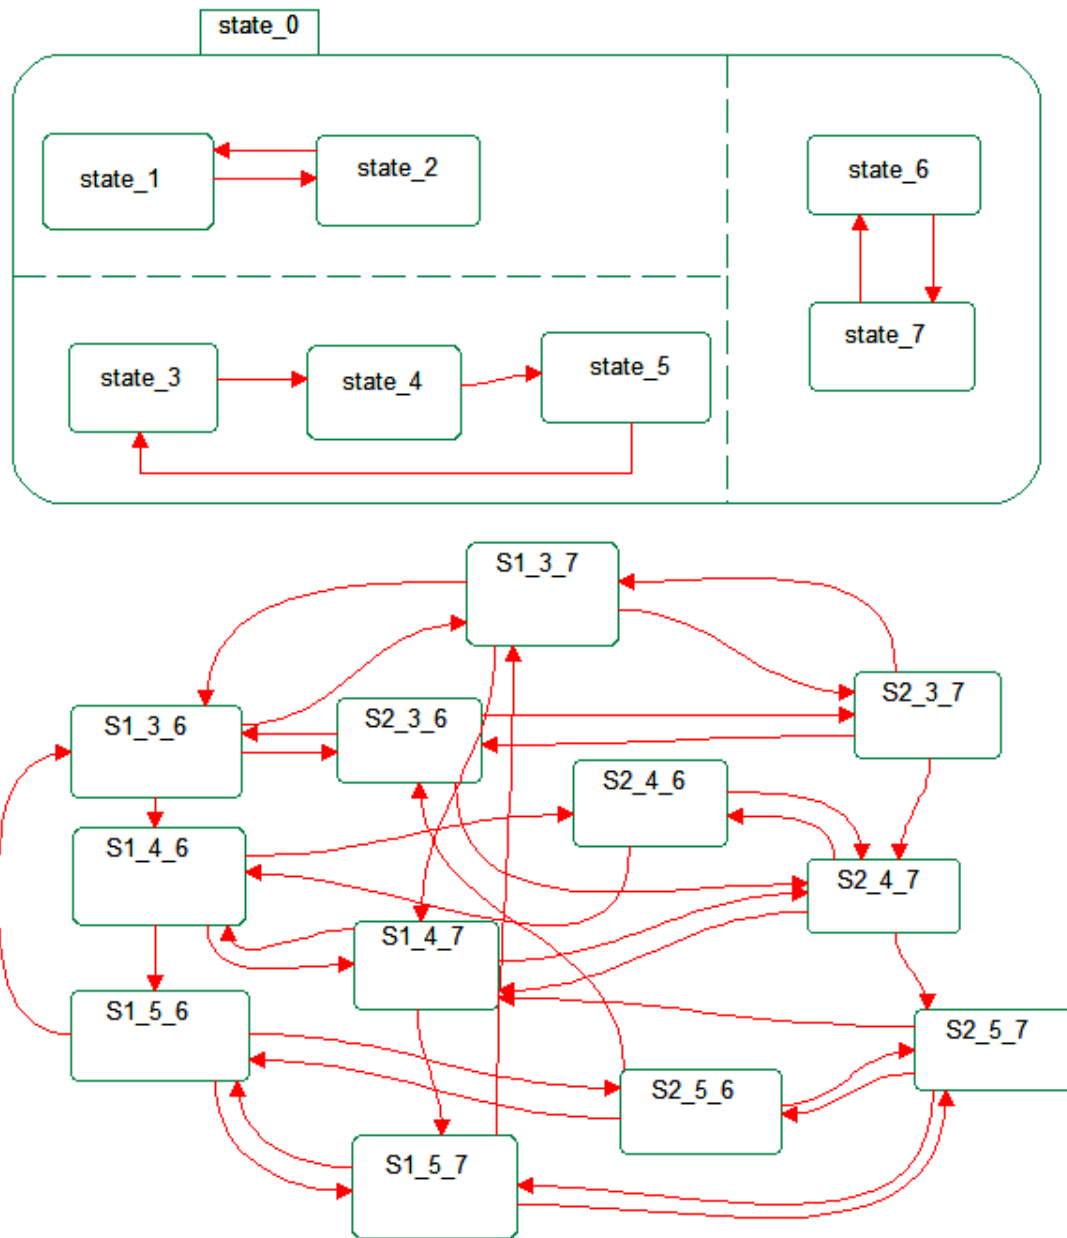 state_0
state_1
state_2
state_6
state_3
state_4
state_5
state_7
S1_3_7
S2_3_7
S1_3_6
S2_3_6
S2_4_6
S1_4_6
S2_4_7
S1_4_7
S1_5_6
S2_5_7
S2_5_6
S1_5_7